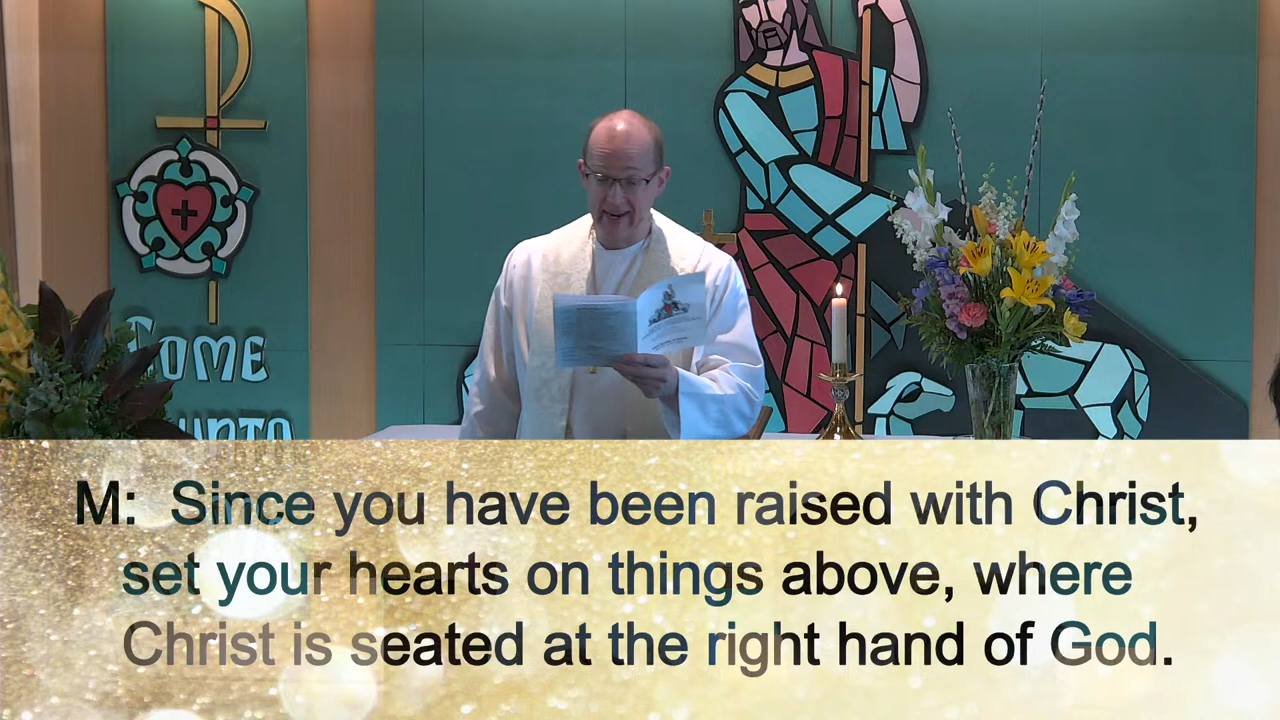 COME
UNTO
M:  Since you have been raised with Christ,
set your hearts on things above, where
Christ is seated at the right hand of God.